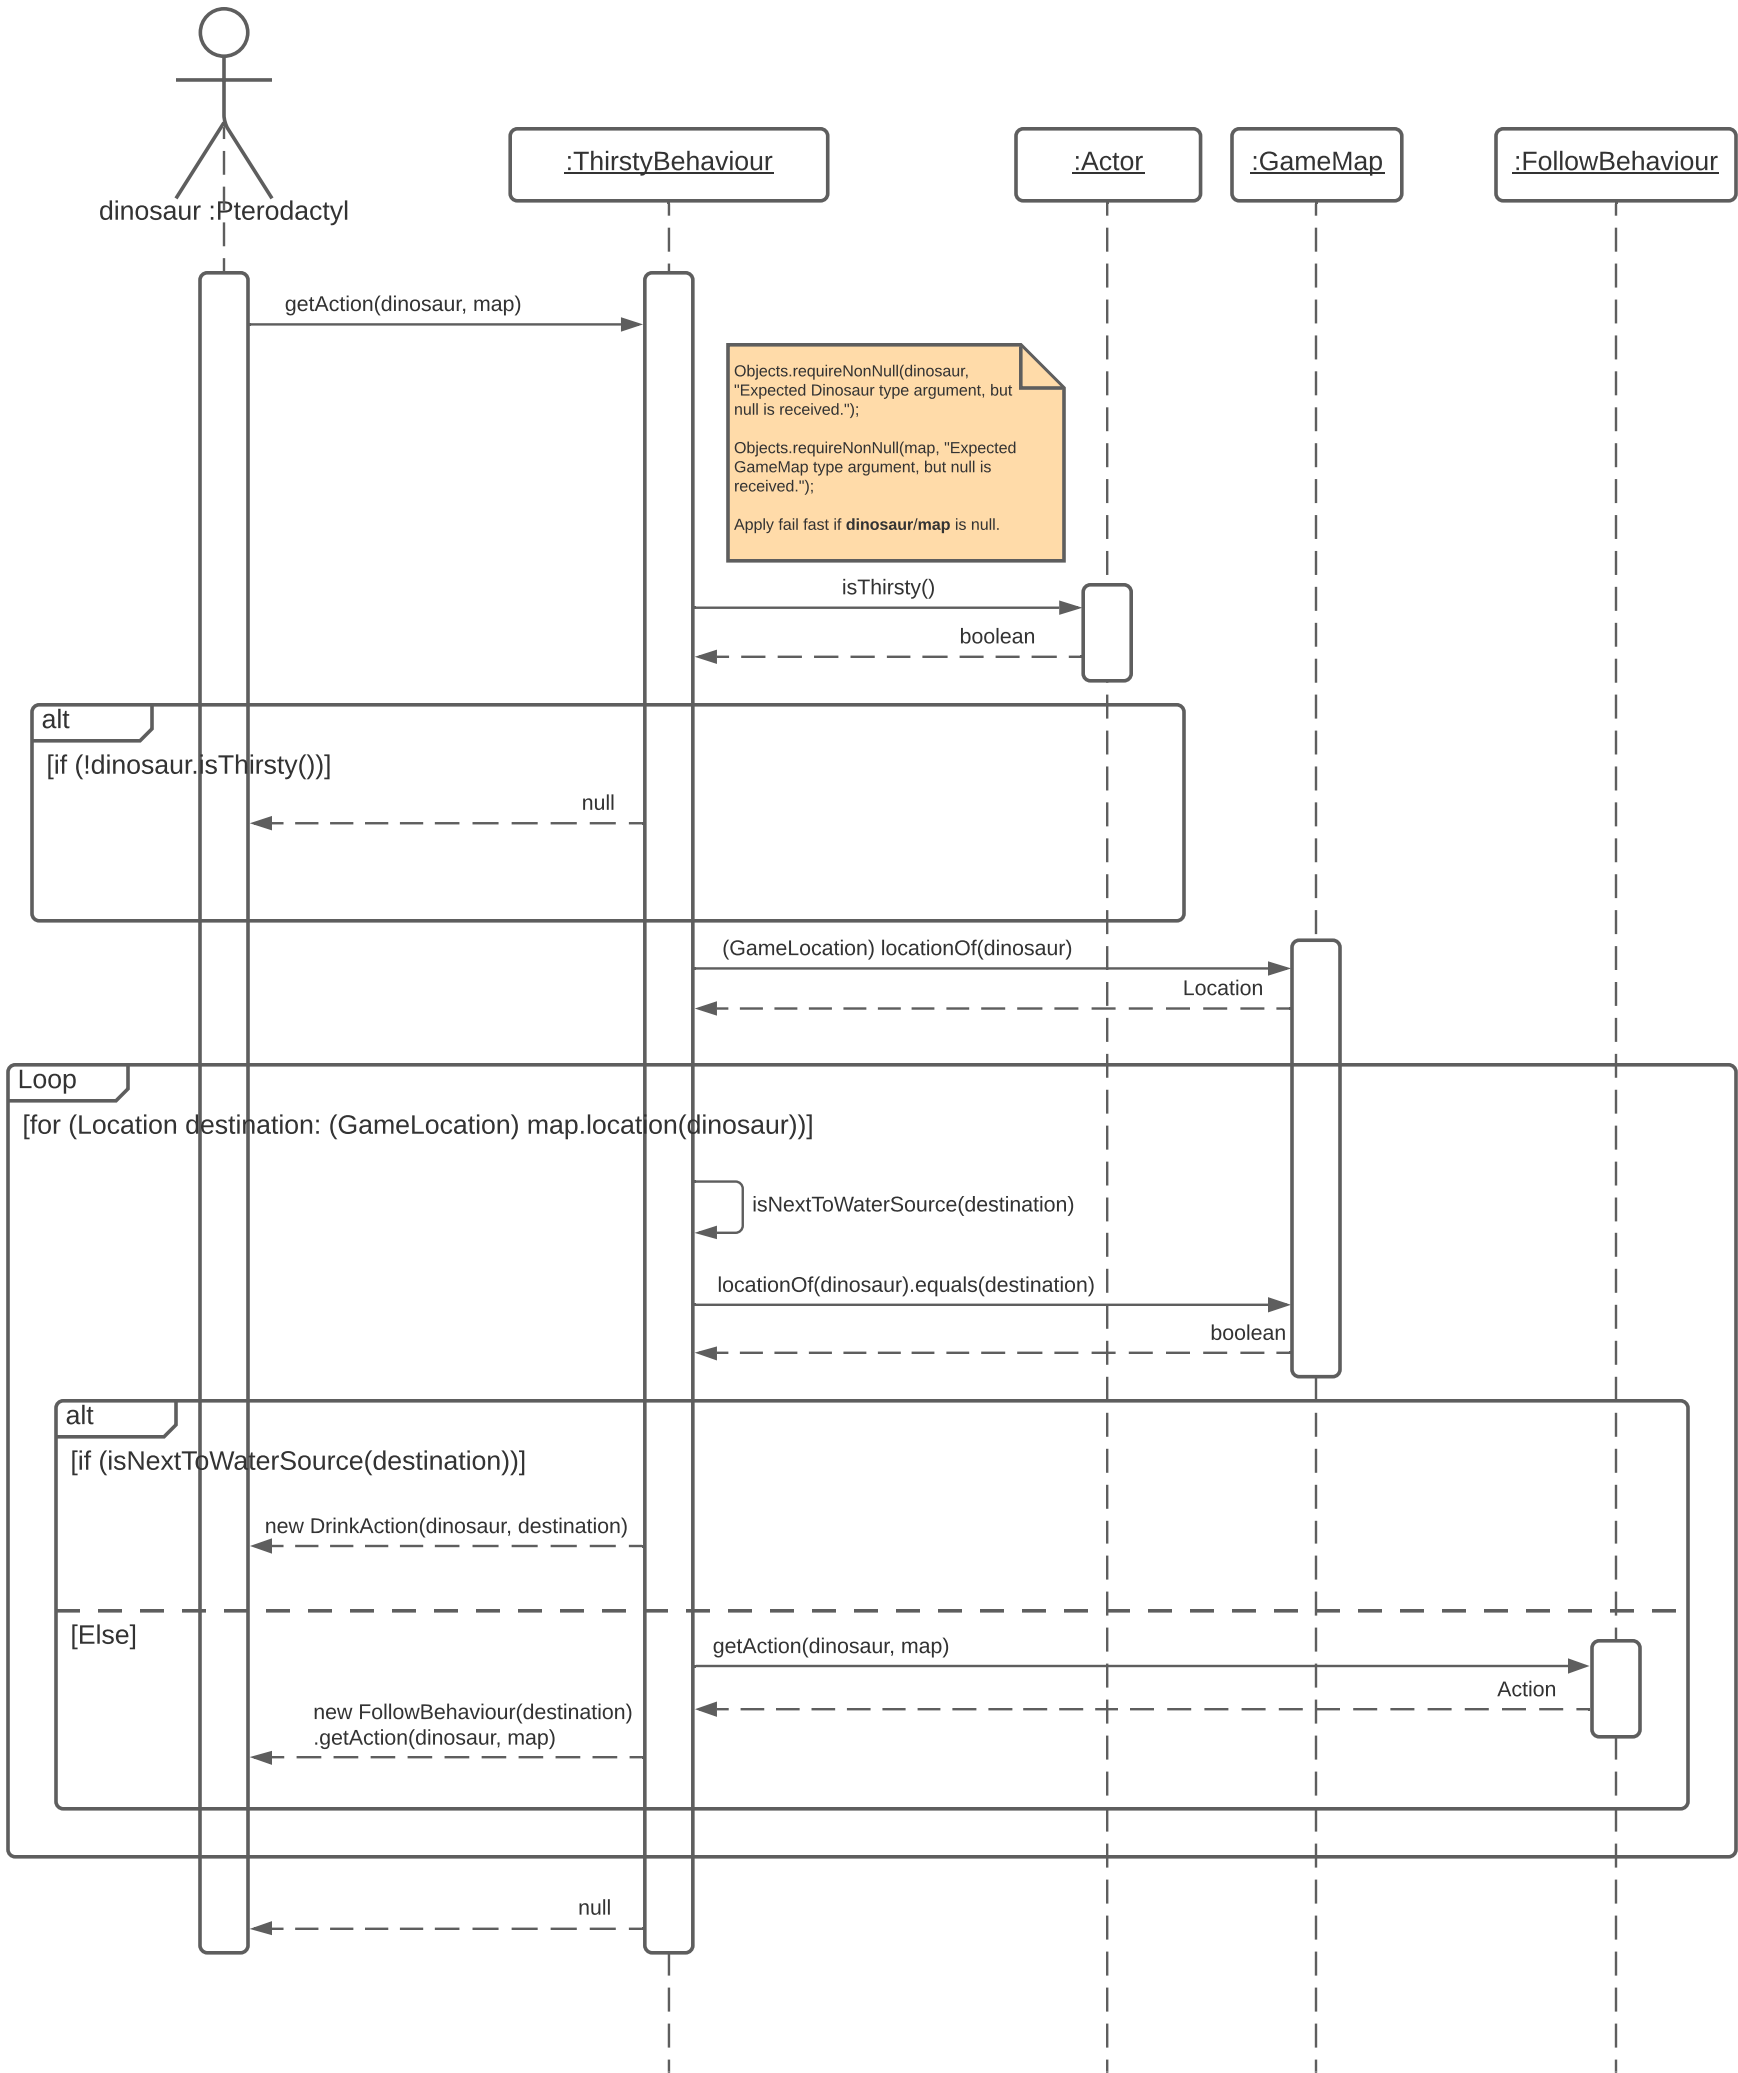 dinosaur :Pterodactyl
:ThirstyBehaviour
:Actor
:GameMap
:FollowBehaviour
getAction(dinosaur, map)
Objects.requireNonNull(dinosaur,
"Expected Dinosaur type argument, but
null is received.");
Objects.requireNonNull(map, "Expected
GameMap type argument, but null is
received.");
Apply fail fast if dinosaur/map is null.
isThirsty()
boolean
alt
[if (!dinosaur.isThirsty())]
null
(GameLocation) locationOf(dinosaur)
Location
Loop
[for (Location destination: (GameLocation) map.location(dinosaur))]
isNextToWaterSource(destination)
locationOf(dinosaur).equals(destination)
boolean
alt
[if (isNextToWaterSource(destination))]
new DrinkAction(dinosaur, destination)
[Else]
getAction(dinosaur, map)
Action
new FollowBehaviour(destination)
.getAction(dinosaur, map)
null